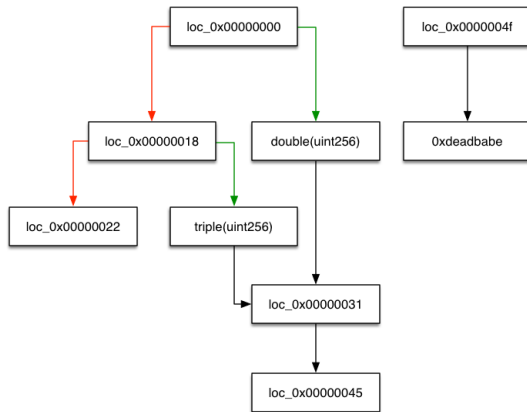 loc_0x00000000
loc_0x0000004f
loc_0x00000018
double(uint256)
0xdeadbabe
loc_0x00000022
triple(uint256)
loc_0x00000031
loc_0x00000045